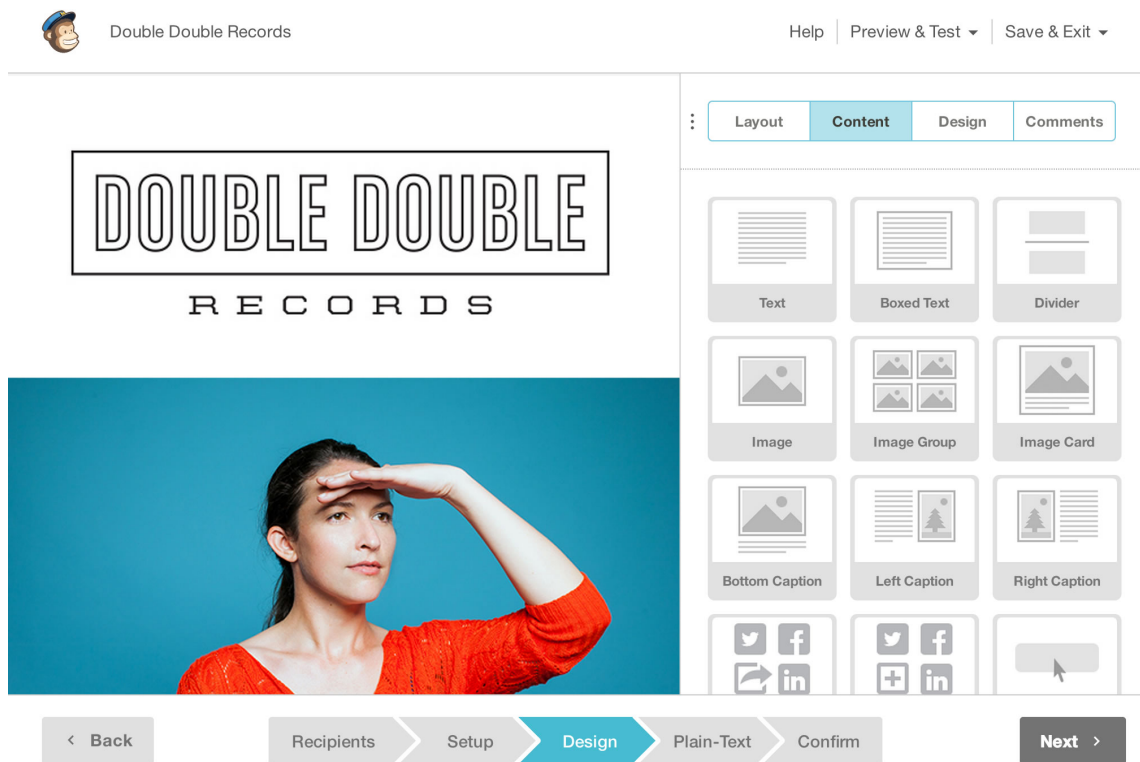 Double Double Records
Help
Preview & Test
Save & Exit
DOUBLE DOUBLE
RECORDS
Layout
Content
Design
Comments
Text
Boxed Text
Divider
Image
Image Group
Image Card
Bottom Caption
Left Caption
Right Caption
in
in
Back
Recipients
Setup
Design
Plain-Text
Confirm
Next